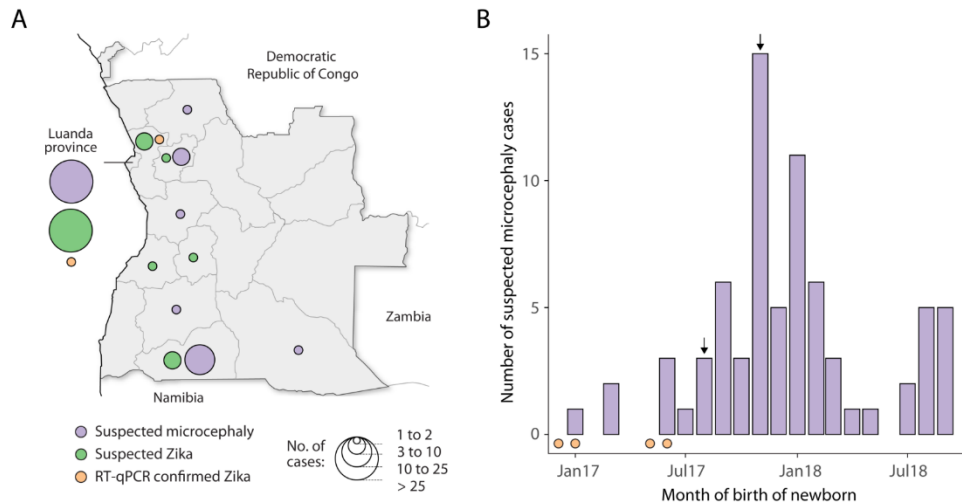 A
Democratic
Republic of Congo
Luanda
province
Zambia
Namibia
Suspected microcephaly
Suspected Zika
RT-qPCR confirmed Zika
No. of
cases:
1 to 2
3 to 10
10 to 25
> 25
B
Number of suspected microcephaly cases
15
10
5
0
Jan17
Jul17
Jan18
Jul18
Month of birth of newborn